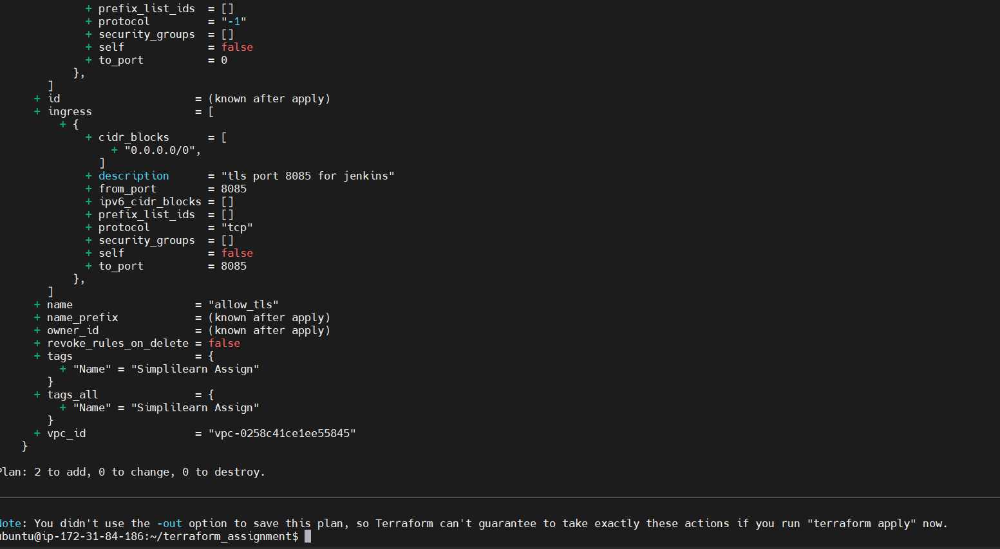 + prefix_list_ids = []
+ protocol = "-1"
+ security_groups = []
+ self = false
+ to_port = 0
},
]
+ id = (known after apply)
+ ingress = [
+ {
+ cidr_blocks = [
+ "0.0.0.0/0",
]
+ description = "tls port 8085 for jenkins"
+ from_port = 8085
+ ipv6_cidr_blocks = []
+ prefix_list_ids = []
+ protocol = "tcp"
+ security_groups = []
+ self = false
+ to_port = 8085
},
]
+ name = "allow_tls"
+ name_prefix = (known after apply)
+ owner_id = (known after apply)
+ revoke_rules_on_delete = false
+ tags = {
+ "Name" = "Simplilearn Assign"
}
+ tags_all = {
+ "Name" = "Simplilearn Assign"
}
+ vpc_id = "vpc-0258c41ce1ee55845"
}
Plan: 2 to add, 0 to change, 0 to destroy.
Note: You didn't use the -out option to save this plan, so Terraform can't guarantee to take exactly these actions if you run "terraform apply" now.
ubuntu@ip-172-31-84-186:~/terraform_assignment$